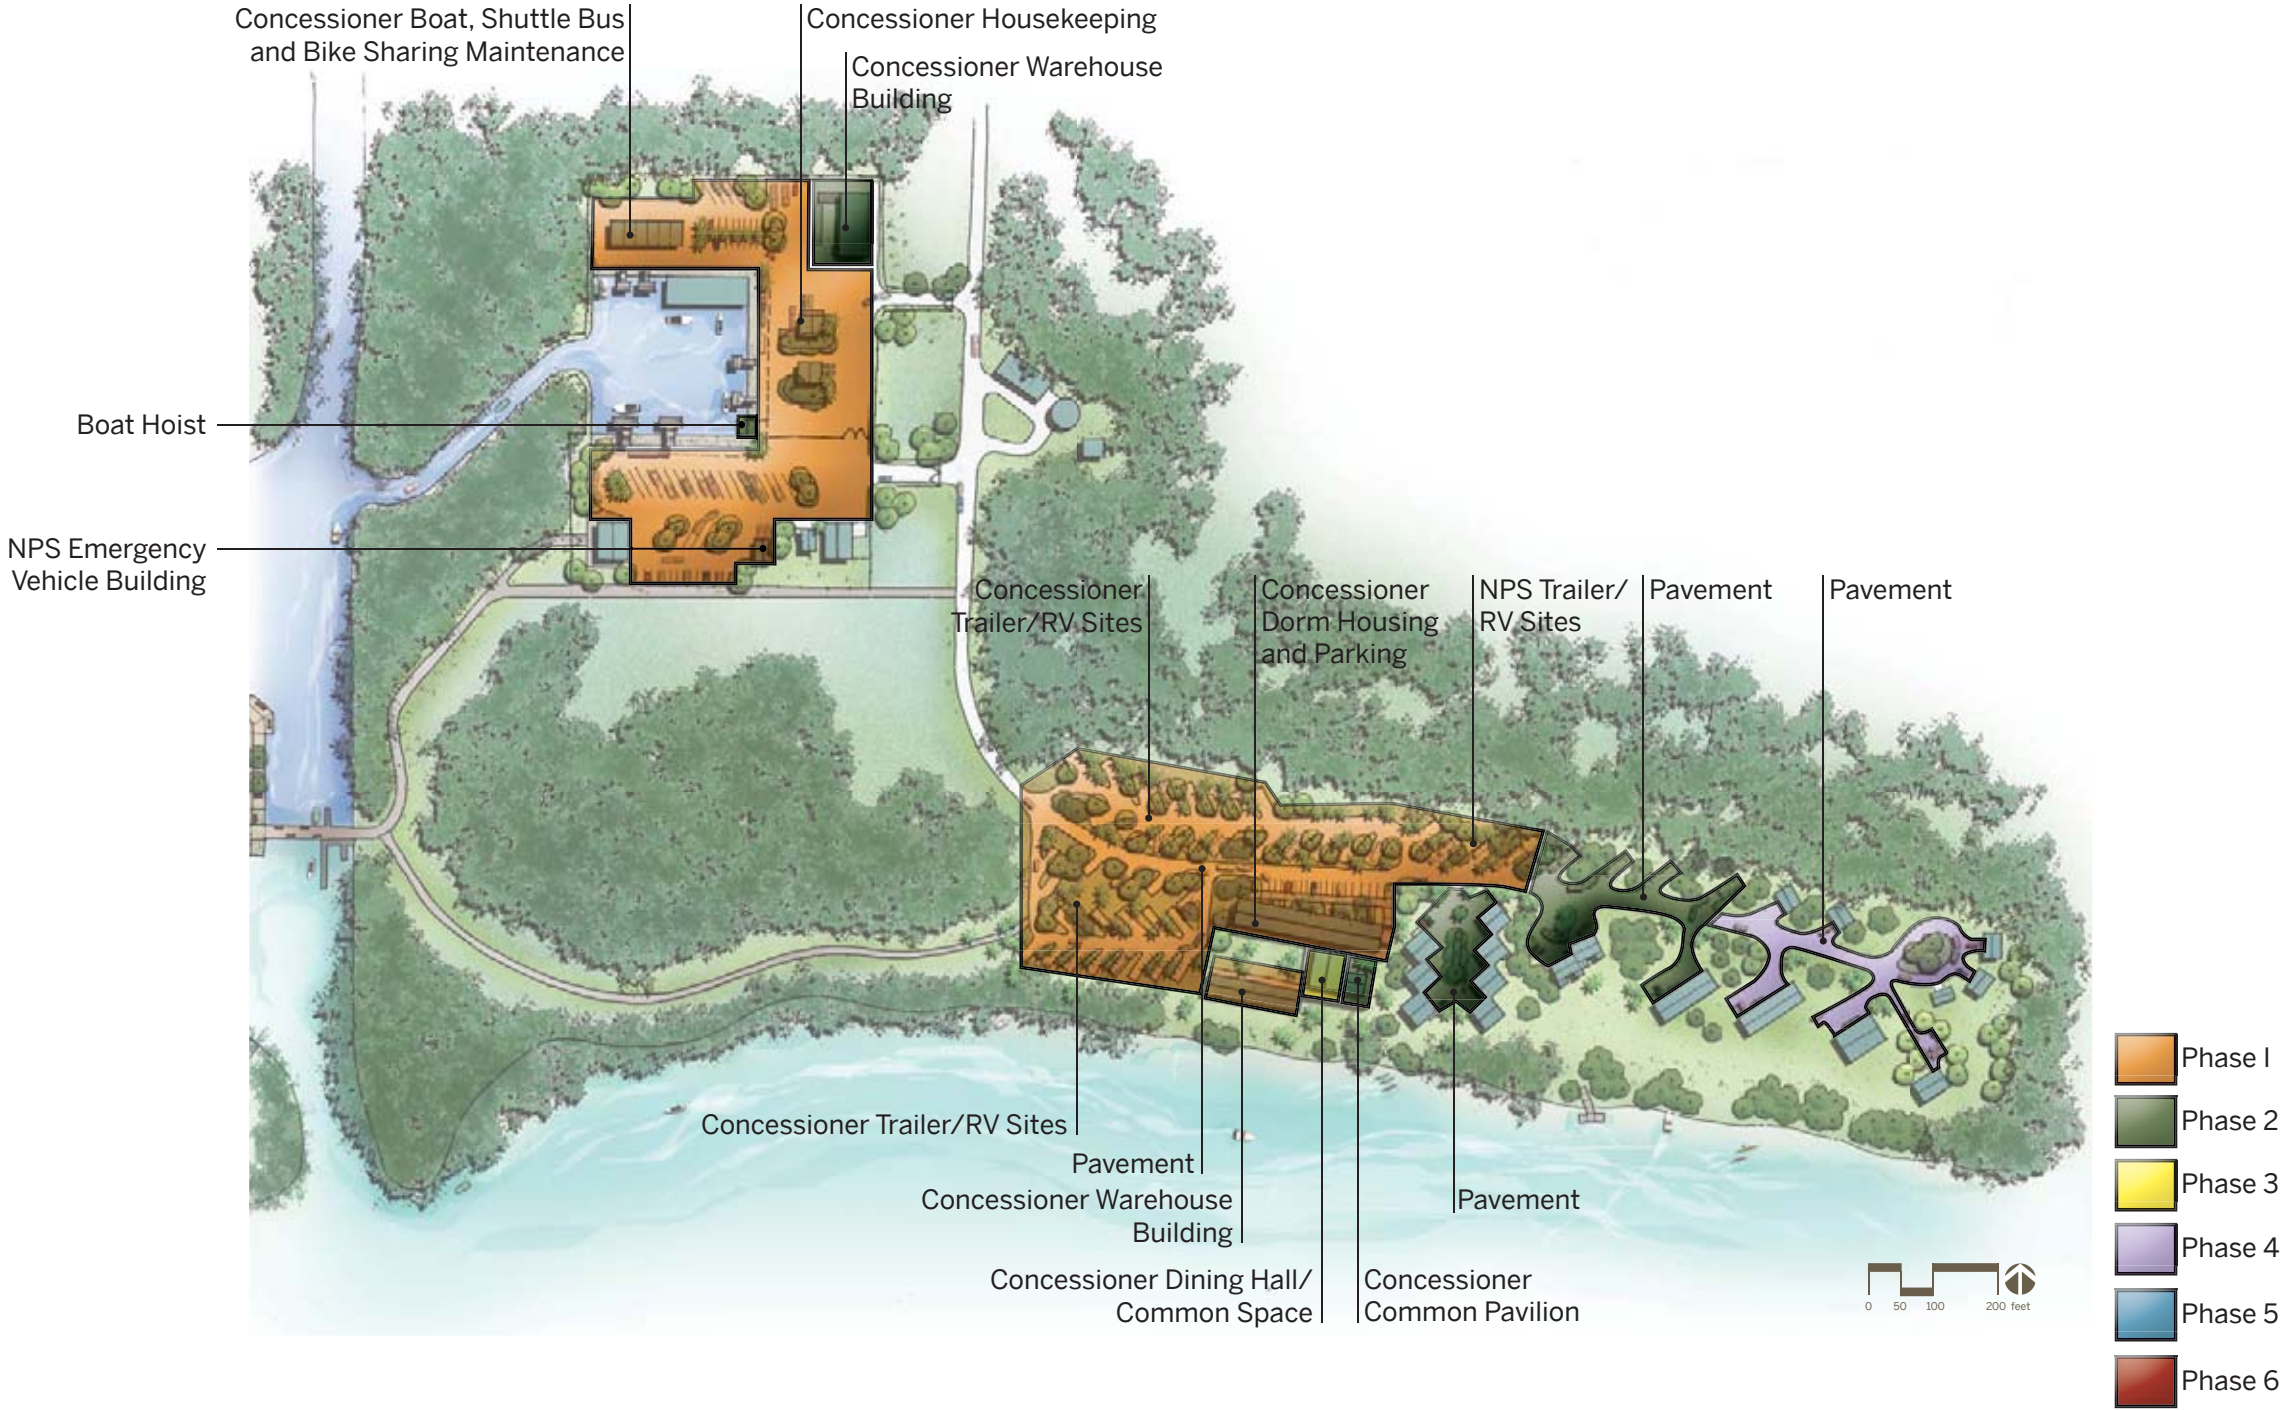 Concessioner Boat, Shuttle Bus
and Bike Sharing Maintenance
Concessioner Housekeeping
Concessioner Warehouse
Building
Boat Hoist
NPS Emergency
Vehicle Building
Concessioner
Trailer/RV Sites
Concessioner
Dorm Housing
and Parking
NPS Trailer/
RV Sites
Pavement
Pavement
Concessioner Trailer/RV Sites
Pavement
Concessioner Warehouse
Building
Concessioner Dining Hall/
Common Space
Concessioner
Common Pavilion
Pavement
0 50 100 200 feet
Phase I
Phase 2
Phase 3
Phase 4
Phase 5
Phase 6